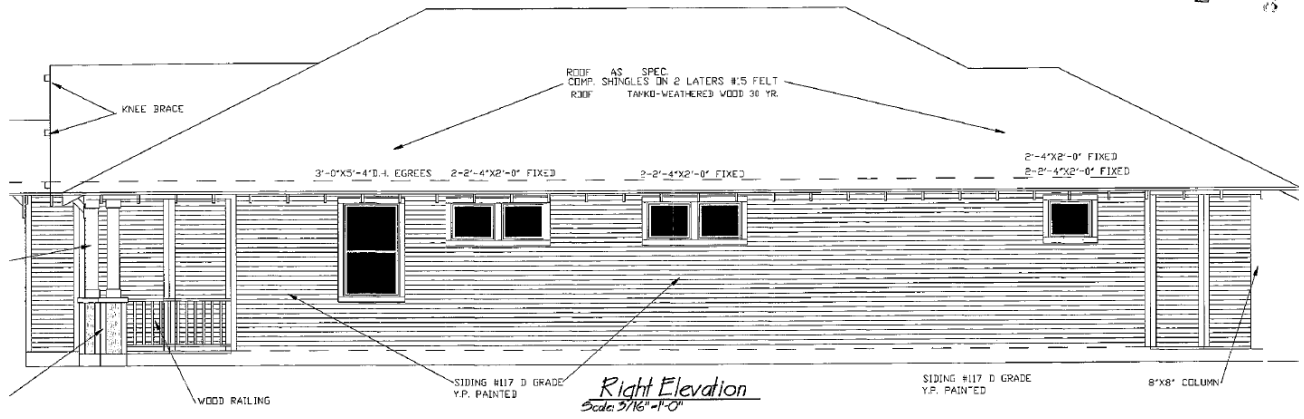 ROOF AS SPEC.
COMP. SHINGLES ON 2 LATERS #15 FELT
ROOF TAMKO-WEATHERED WOOD 30 YR.
KNEE BRACE
3'-0"X5'-4"D.H. EGREES
2-2'-4"X2'-0" FIXED
2-2'-4"X2'-0" FIXED
2'-4"X2'-0" FIXED
2-2'-4"X2'-0" FIXED
SIDING #117 D GRADE
Y.P. PAINTED
SIDING #117 D GRADE
Y.P. PAINTED
8"X8" COLUMN
WOOD RAILING
Right Elevation
Scale: 3/16"=1'-0"